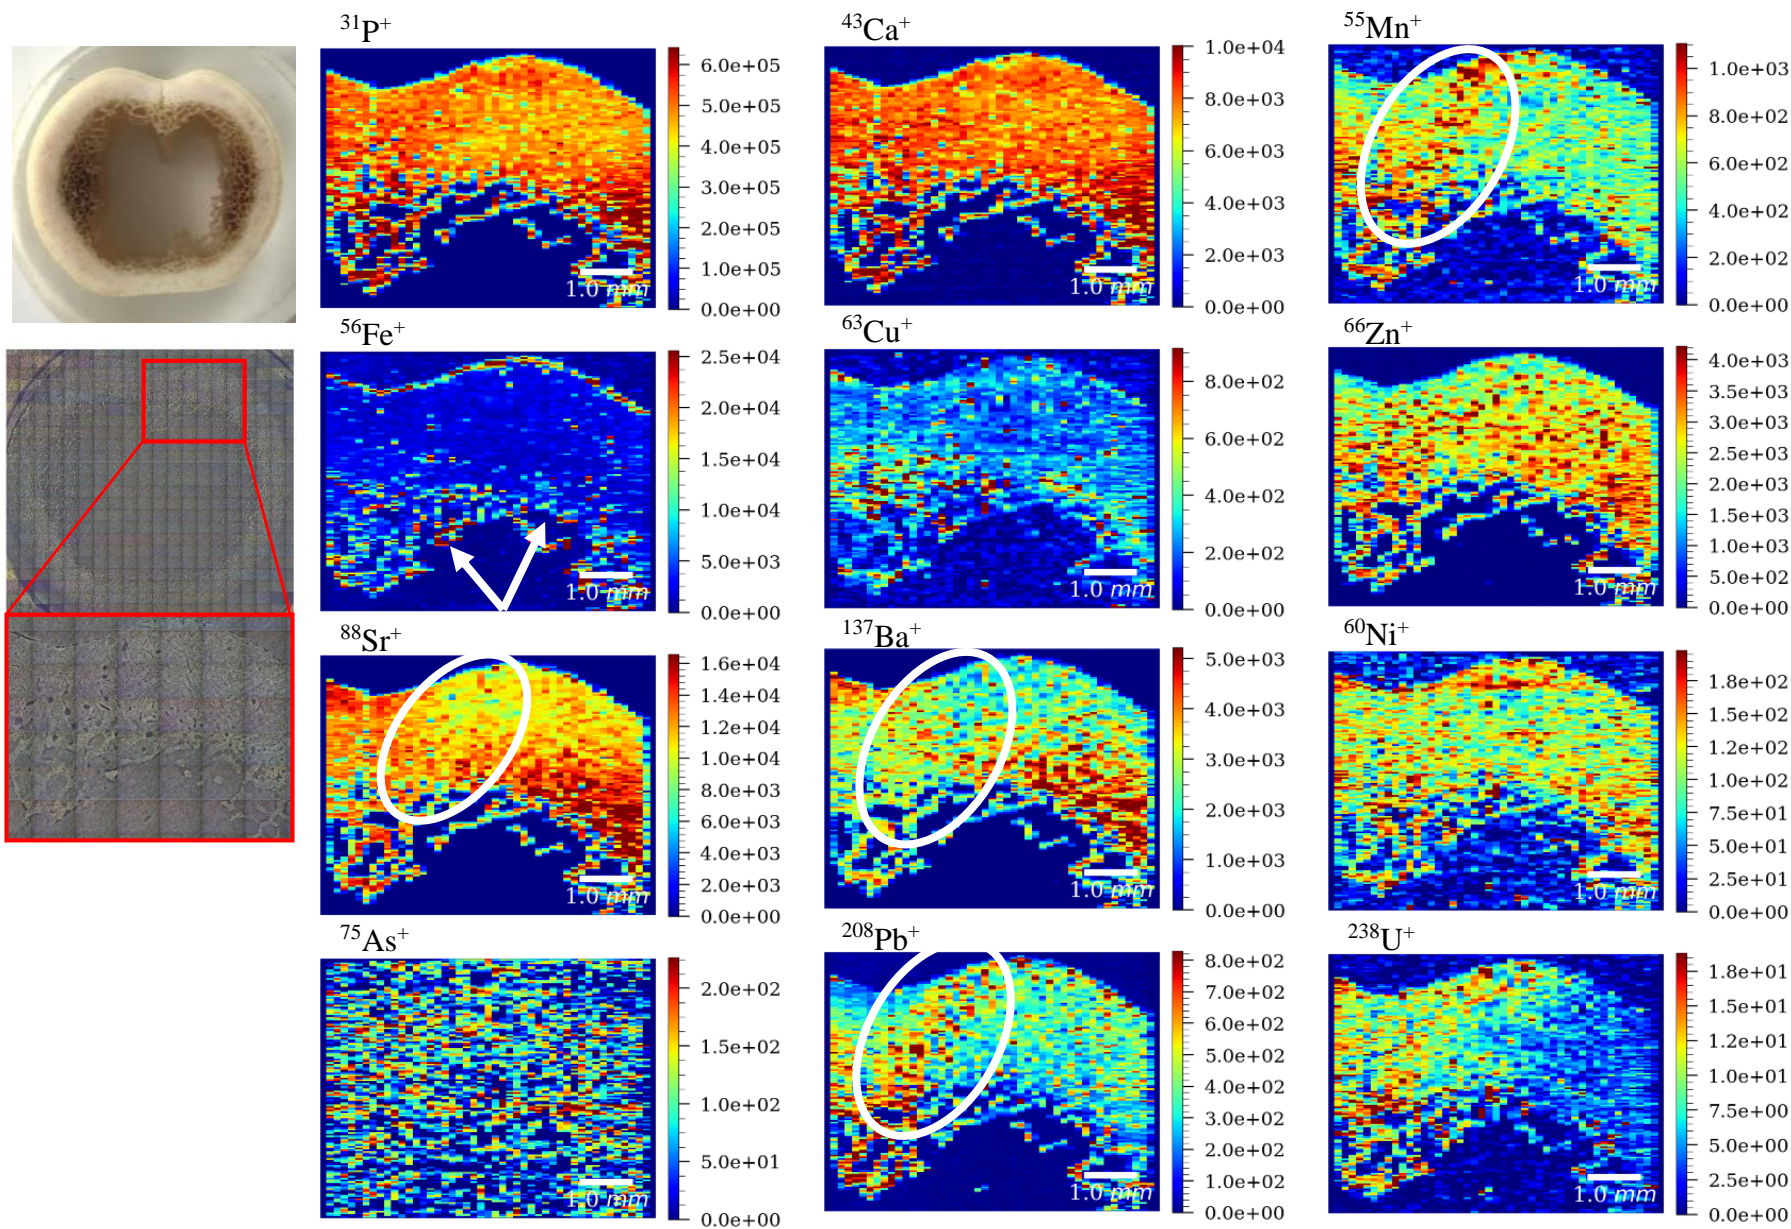 ³¹P⁺
6.0e+05
5.0e+05
4.0e+05
3.0e+05
2.0e+05
1.0e+05
0.0e+00
1.0 mm
⁴³Ca⁺
1.0e+04
8.0e+03
6.0e+03
4.0e+03
2.0e+03
0.0e+00
1.0 mm
⁵⁵Mn⁺
1.0e+03
8.0e+02
6.0e+02
4.0e+02
2.0e+02
0.0e+00
1.0 mm
⁵⁶Fe⁺
2.5e+04
2.0e+04
1.5e+04
1.0e+04
5.0e+03
0.0e+00
1.0 mm
⁶³Cu⁺
8.0e+02
6.0e+02
4.0e+02
2.0e+02
0.0e+00
1.0 mm
⁶⁶Zn⁺
4.0e+03
3.5e+03
3.0e+03
2.5e+03
2.0e+03
1.5e+03
1.0e+03
5.0e+02
0.0e+00
1.0 mm
⁸⁸Sr⁺
1.6e+04
1.4e+04
1.2e+04
1.0e+04
8.0e+03
6.0e+03
4.0e+03
2.0e+03
0.0e+00
1.0 mm
¹³⁷Ba⁺
5.0e+03
4.0e+03
3.0e+03
2.0e+03
1.0e+03
0.0e+00
1.0 mm
⁶⁰Ni⁺
1.8e+02
1.5e+02
1.2e+02
1.0e+02
7.5e+01
5.0e+01
2.5e+01
0.0e+00
1.0 mm
⁷⁵As⁺
2.0e+02
1.5e+02
1.0e+02
5.0e+01
0.0e+00
1.0 mm
²⁰⁸Pb⁺
8.0e+02
7.0e+02
6.0e+02
5.0e+02
4.0e+02
3.0e+02
2.0e+02
1.0e+02
0.0e+00
1.0 mm
²³⁸U⁺
1.8e+01
1.5e+01
1.2e+01
1.0e+01
7.5e+00
5.0e+00
2.5e+00
0.0e+00
1.0 mm